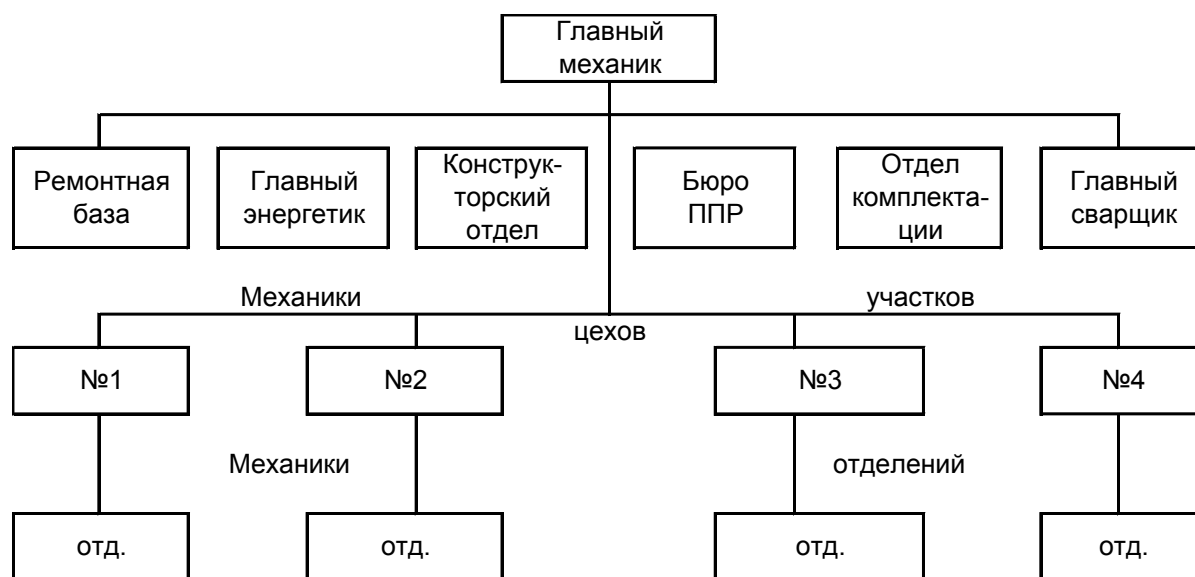 Главный
механик
Ремонтная
база
Главный
энергетик
Конструк-
торский
отдел
Бюро
ППР
Отдел
комплекта-
ции
Главный
сварщик
Механики
цехов
участков
№1
№2
№3
№4
Механики
отделений
отд.
отд.
отд.
отд.